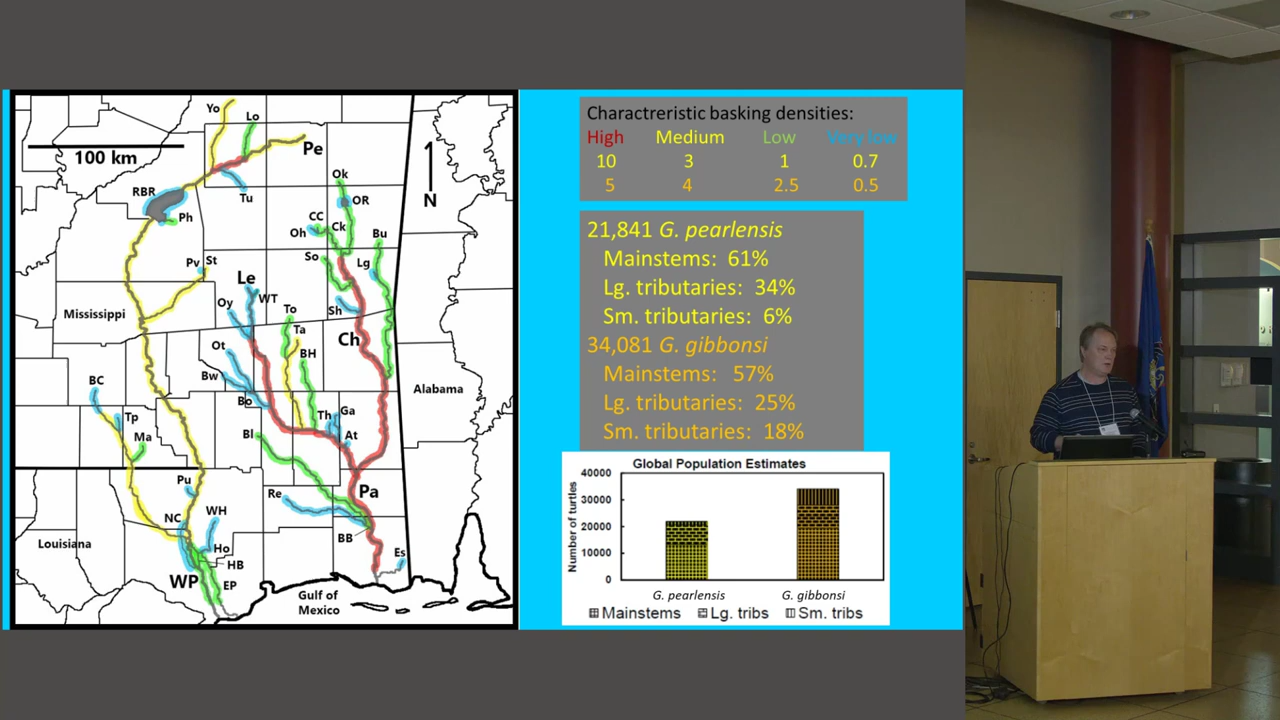 Yo
Lo
100 km
Pe
RBR
Tu
Ok
OR
Ph
CC
Ck
Oh
Bu
Pv
St
So
Lg
Le
Oy
WT
To
Sh
Mississippi
Ta
Ch
Ot
BH
Alabama
BC
Bw
Bo
Th
Ga
Tp
Ma
Bl
At
Pu
Re
Pa
NC
WH
BB
Louisiana
Ho
Es
HB
WP
EP
Gulf of
Mexico
N
Charactreristic basking densities:
High Medium Low Very low
10 3 1 0.7
5 4 2.5 0.5
21,841 G. pearlensis
Mainstems: 61%
Lg. tributaries: 34%
Sm. tributaries: 6%
34,081 G. gibbonsi
Mainstems: 57%
Lg. tributaries: 25%
Sm. tributaries: 18%
Global Population Estimates
Number of turtles
40000
30000
20000
10000
0
G. pearlensis G. gibbonsi
Mainstems Lg. tribs Sm. tribs